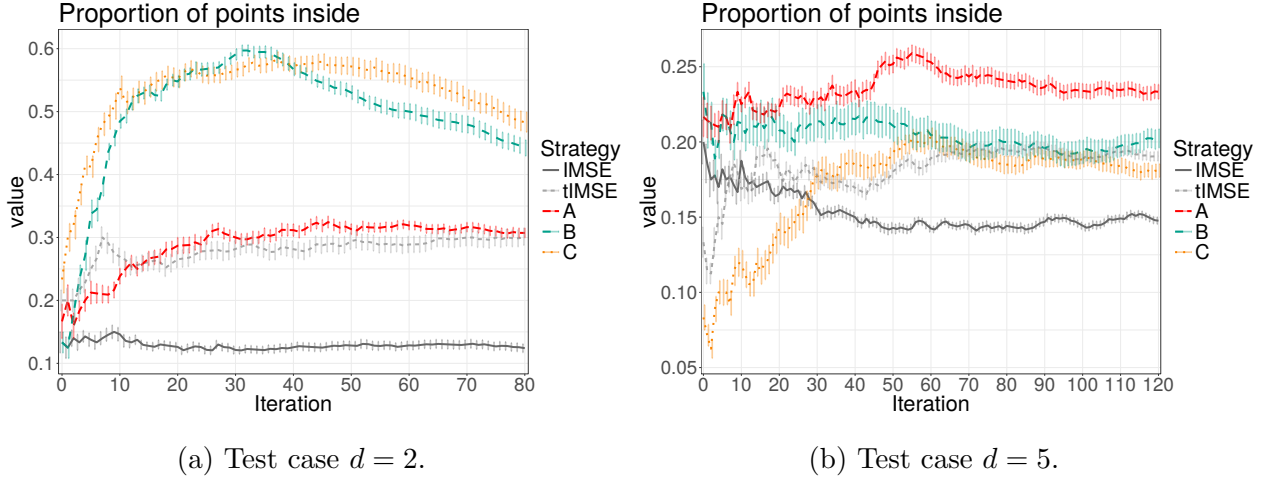 Proportion of points inside
0.6
0.5
0.4
0.3
0.2
0.1
value
0 10 20 30 40 50 60 70 80
Iteration
Strategy
IMSE
tIMSE
A
B
C
(a) Test case d = 2.
Proportion of points inside
0.25
0.20
0.15
0.10
0.05
value
0 10 20 30 40 50 60 70 80 90 100 110 120
Iteration
Strategy
IMSE
tIMSE
A
B
C
(b) Test case d = 5.